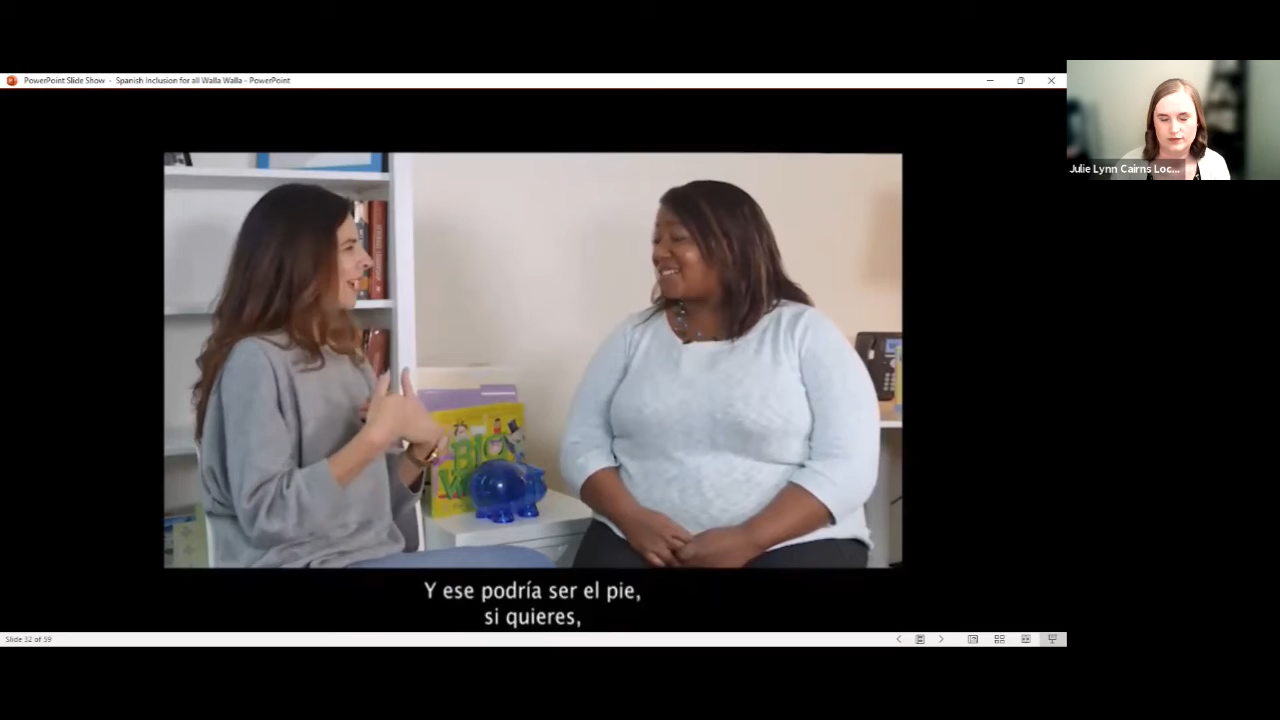 PowerPoint Slide Show - Spanish Inclusion for all Walla Walla - PowerPoint
Julie Lynn Cairns Loc...
BIG
Y ese podría ser el pie,
si quieres,
Slide 32 of 59